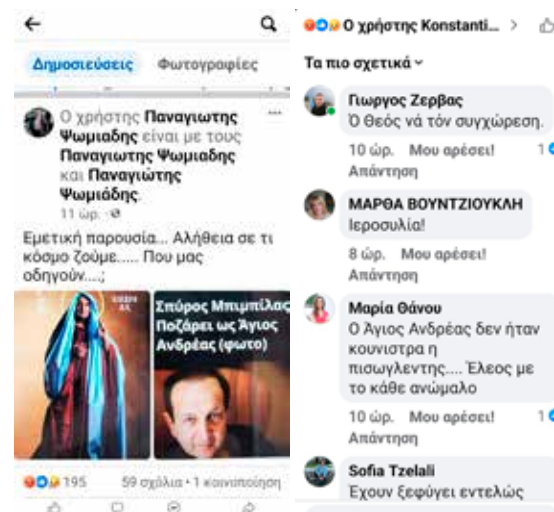 Δημοσιεύσεις Φωτογραφίες
Ο χρήστης Παναγιωτης
Ψωμιαδης είναι με τους
Παναγιωτης Ψωμιαδης
και Παναγιώτης
Ψωμιάδης.
11 ώρ.
Εμετική παρουσία... Αλήθεια σε τι
κόσμο ζούμε..... Που μας
οδηγούν....;
Σπύρος Μπιμπίλας
Ποζάρει ως Άγιος
Ανδρέας (φωτο)
195 59 σχόλια • 1 κοινοποίηση
Ο χρήστης Konstanti... >
Τα πιο σχετικά
Γιωργος Ζερβας
Ὁ Θεός νά τόν συγχώρεση.
10 ώρ. Μου αρέσει! 1
Απάντηση
ΜΑΡΘΑ ΒΟΥΝΤΖΙΟΥΚΛΗ
Ιεροσυλία!
8 ώρ. Μου αρέσει!
Απάντηση
Μαρία Θάνου
Ο Άγιος Ανδρέας δεν ήταν
κουνιστρα η
πισωγλεντης.... Έλεος με
το κάθε ανώμαλο
10 ώρ. Μου αρέσει! 1
Απάντηση
Sofia Tzelali
Έχουν ξεφύγει εντελώς